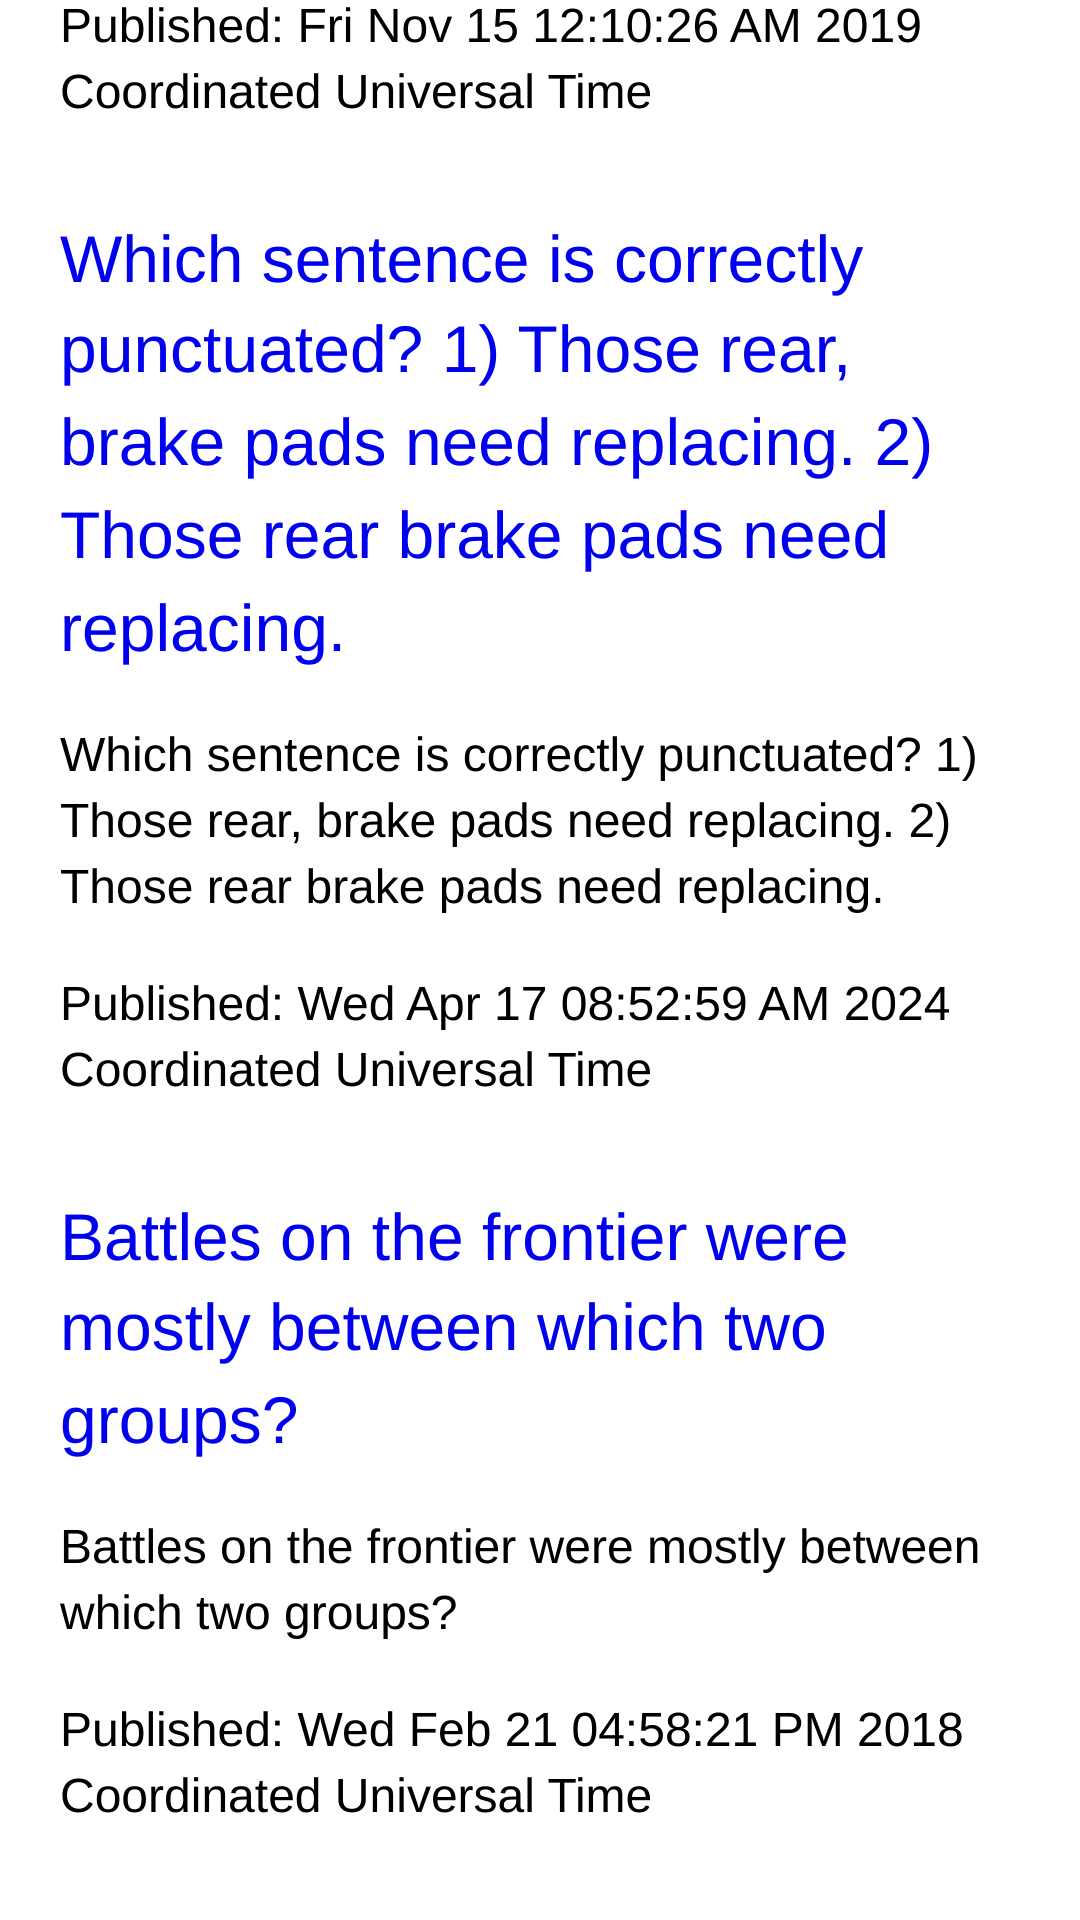 Published: Fri Nov 15 12:10:26 AM 2019
Coordinated Universal Time
Which sentence is correctly
punctuated? 1) Those rear,
brake pads need replacing. 2)
Those rear brake pads need
replacing.
Which sentence is correctly punctuated? 1)
Those rear, brake pads need replacing. 2)
Those rear brake pads need replacing.
Published: Wed Apr 17 08:52:59 AM 2024
Coordinated Universal Time
Battles on the frontier were
mostly between which two
groups?
Battles on the frontier were mostly between
which two groups?
Published: Wed Feb 21 04:58:21 PM 2018
Coordinated Universal Time